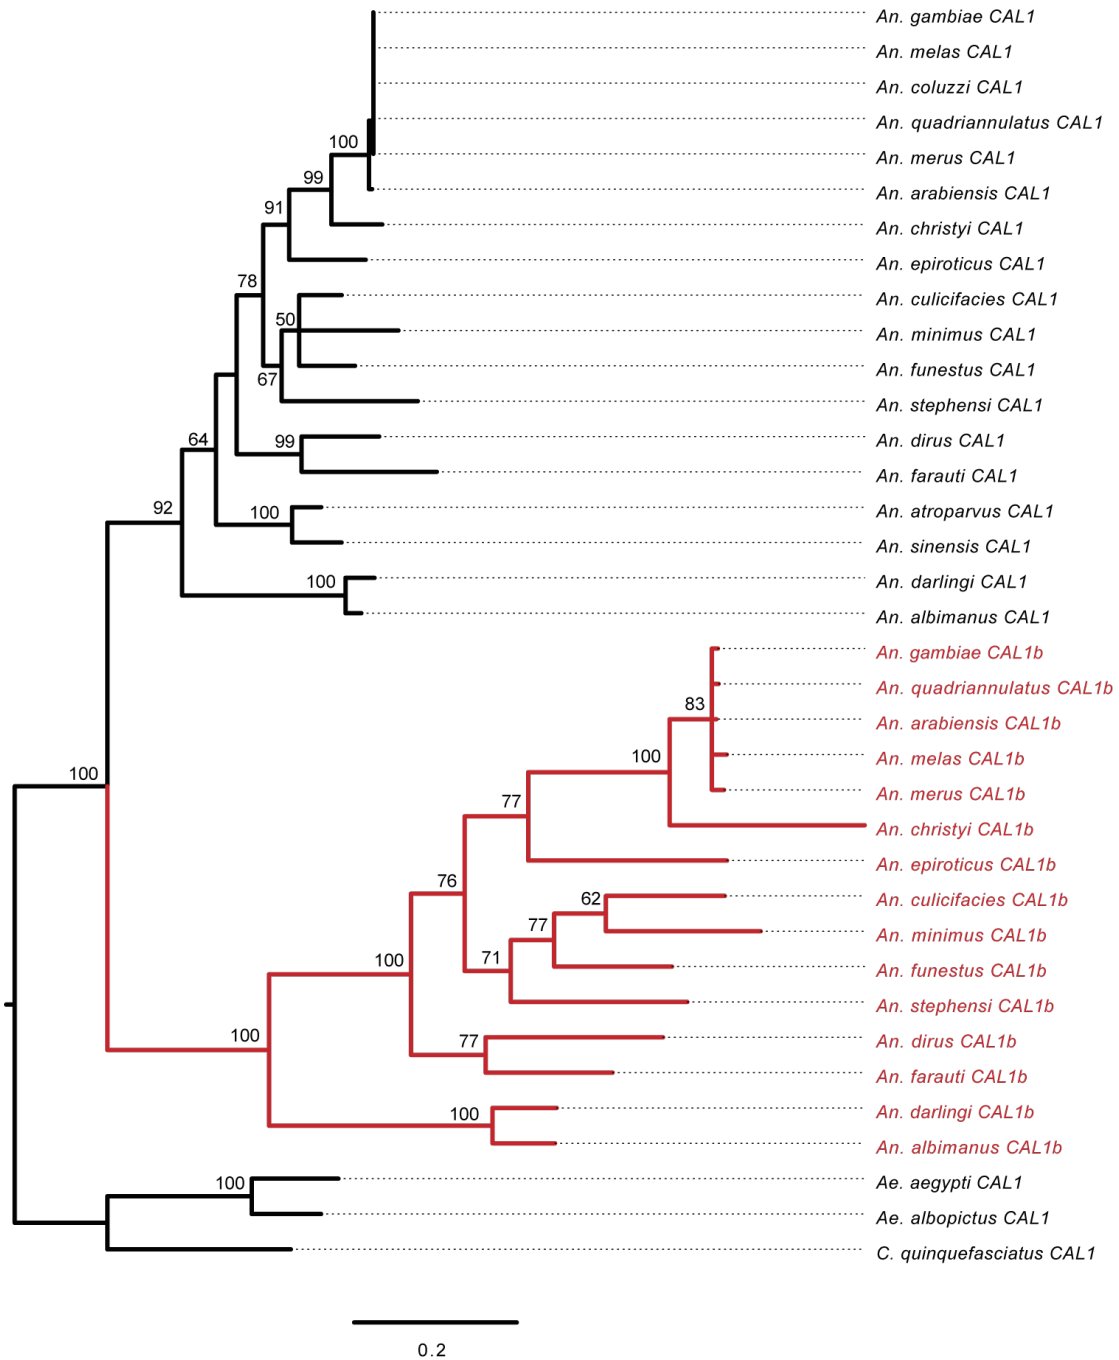 An. gambiae CAL1
An. melas CAL1
An. coluzzi CAL1
An. quadriannulatus CAL1
100
An. merus CAL1
99
An. arabiensis CAL1
91
An. christyi CAL1
An. epiroticus CAL1
78
An. culicifacies CAL1
50
An. minimus CAL1
An. funestus CAL1
67
An. stephensi CAL1
64
99
An. dirus CAL1
An. farauti CAL1
92
100
An. atroparvus CAL1
An. sinensis CAL1
100
An. darlingi CAL1
An. albimanus CAL1
An. gambiae CAL1b
An. quadriannulatus CAL1b
83
An. arabiensis CAL1b
100
An. melas CAL1b
100
An. merus CAL1b
77
An. christyi CAL1b
An. epiroticus CAL1b
76
62
An. culicifacies CAL1b
77
An. minimus CAL1b
100
71
An. funestus CAL1b
An. stephensi CAL1b
100
77
An. dirus CAL1b
An. farauti CAL1b
100
An. darlingi CAL1b
An. albimanus CAL1b
100
Ae. aegypti CAL1
Ae. albopictus CAL1
C. quinquefasciatus CAL1
0.2